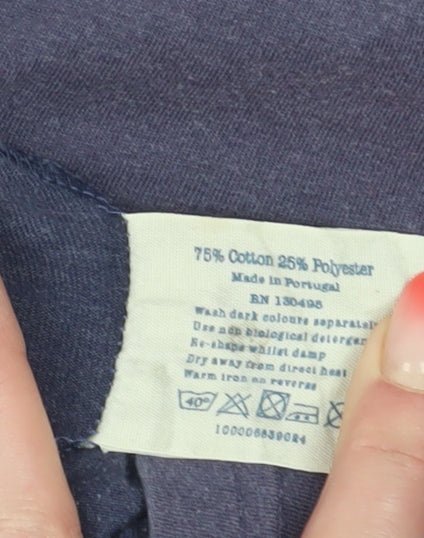 75% Cotton 25% Polyester
Made in Portugal
RN 130495
Wash dark colours separately
Use non biological detergen
Re-shape whilst damp
Dry away from direct heat
Warm iron on reverse
40°
100006839024